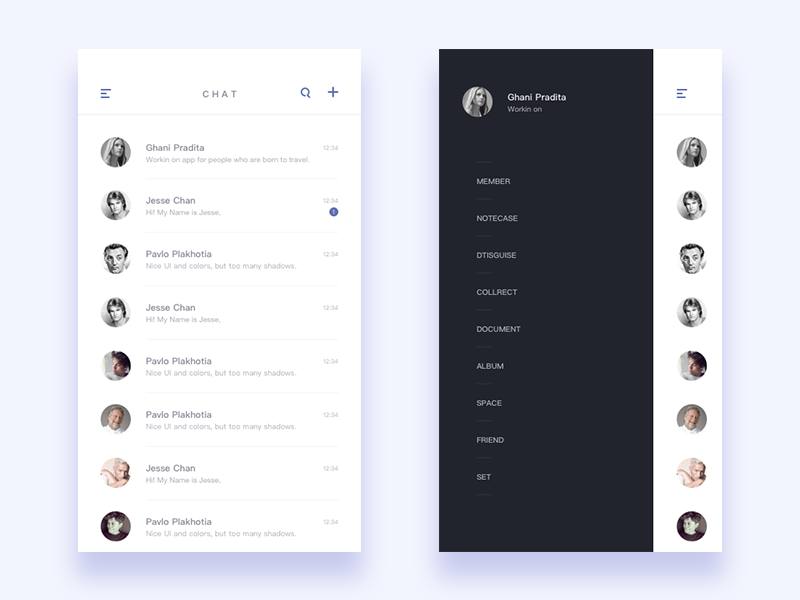 CHAT
Ghani Pradita 12:34
Workin on app for people who are born to travel.
Jesse Chan 12:34
Hi! My Name is Jesse,
Pavlo Plakhotia 12:34
Nice UI and colors, but too many shadows.
Jesse Chan 12:34
Hi! My Name is Jesse,
Pavlo Plakhotia 12:34
Nice UI and colors, but too many shadows.
Pavlo Plakhotia 12:34
Nice UI and colors, but too many shadows.
Jesse Chan 12:34
Hi! My Name is Jesse,
Pavlo Plakhotia 12:34
Nice UI and colors, but too many shadows.
Ghani Pradita
Workin on
MEMBER
NOTECASE
DTISGUISE
COLLRECT
DOCUMENT
ALBUM
SPACE
FRIEND
SET